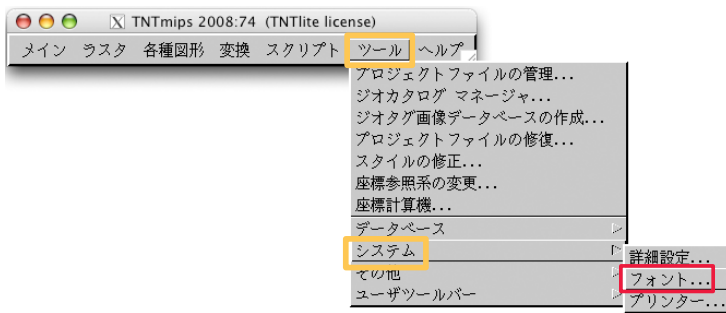 TNTmips 2008:74 (TNTlite license)
メイン ラスタ 各種図形 変換 スクリプト ツール ヘルプ
プロジェクトファイルの管理...
ジオカタログ マネージャ...
ジオタグ画像データベースの作成...
プロジェクトファイルの修復...
スタイルの修正...
座標参照系の変更...
座標計算機...
データベース
システム
その他
ユーザツールバー
詳細設定...
フォント...
プリンター...